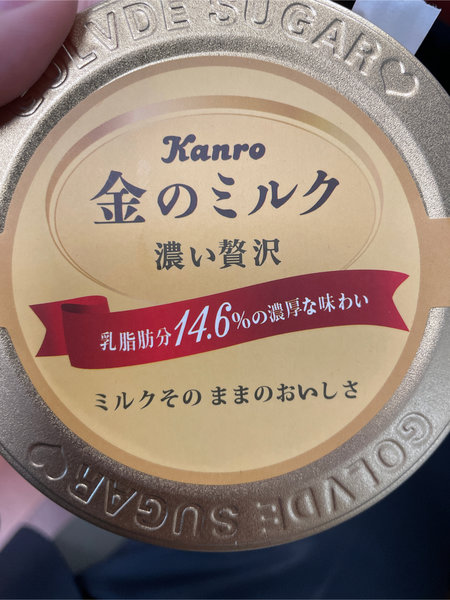 GOLVDE SUGAR♡
Kanro
金のミルク
濃い贅沢
乳脂肪分14.6%の濃厚な味わい
ミルクそのままのおいしさ
GOLVDE SUGAR♡